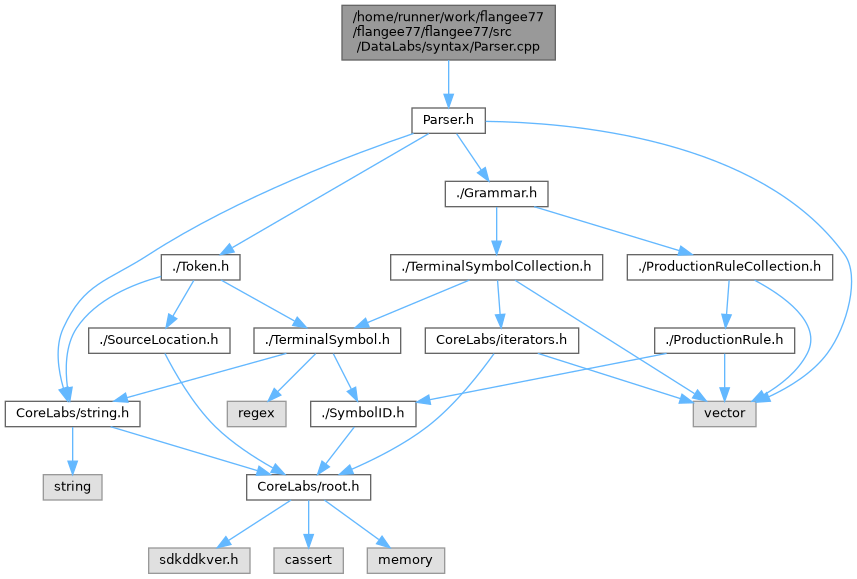 /home/runner/work/flangee77
/flangee77/flangee77/src
/DataLabs/syntax/Parser.cpp
Parser.h
./Grammar.h
./Token.h
./TerminalSymbolCollection.h
./ProductionRuleCollection.h
./SourceLocation.h
./TerminalSymbol.h
CoreLabs/iterators.h
./ProductionRule.h
CoreLabs/string.h
regex
./SymbolID.h
vector
string
CoreLabs/root.h
sdkddkver.h
cassert
memory